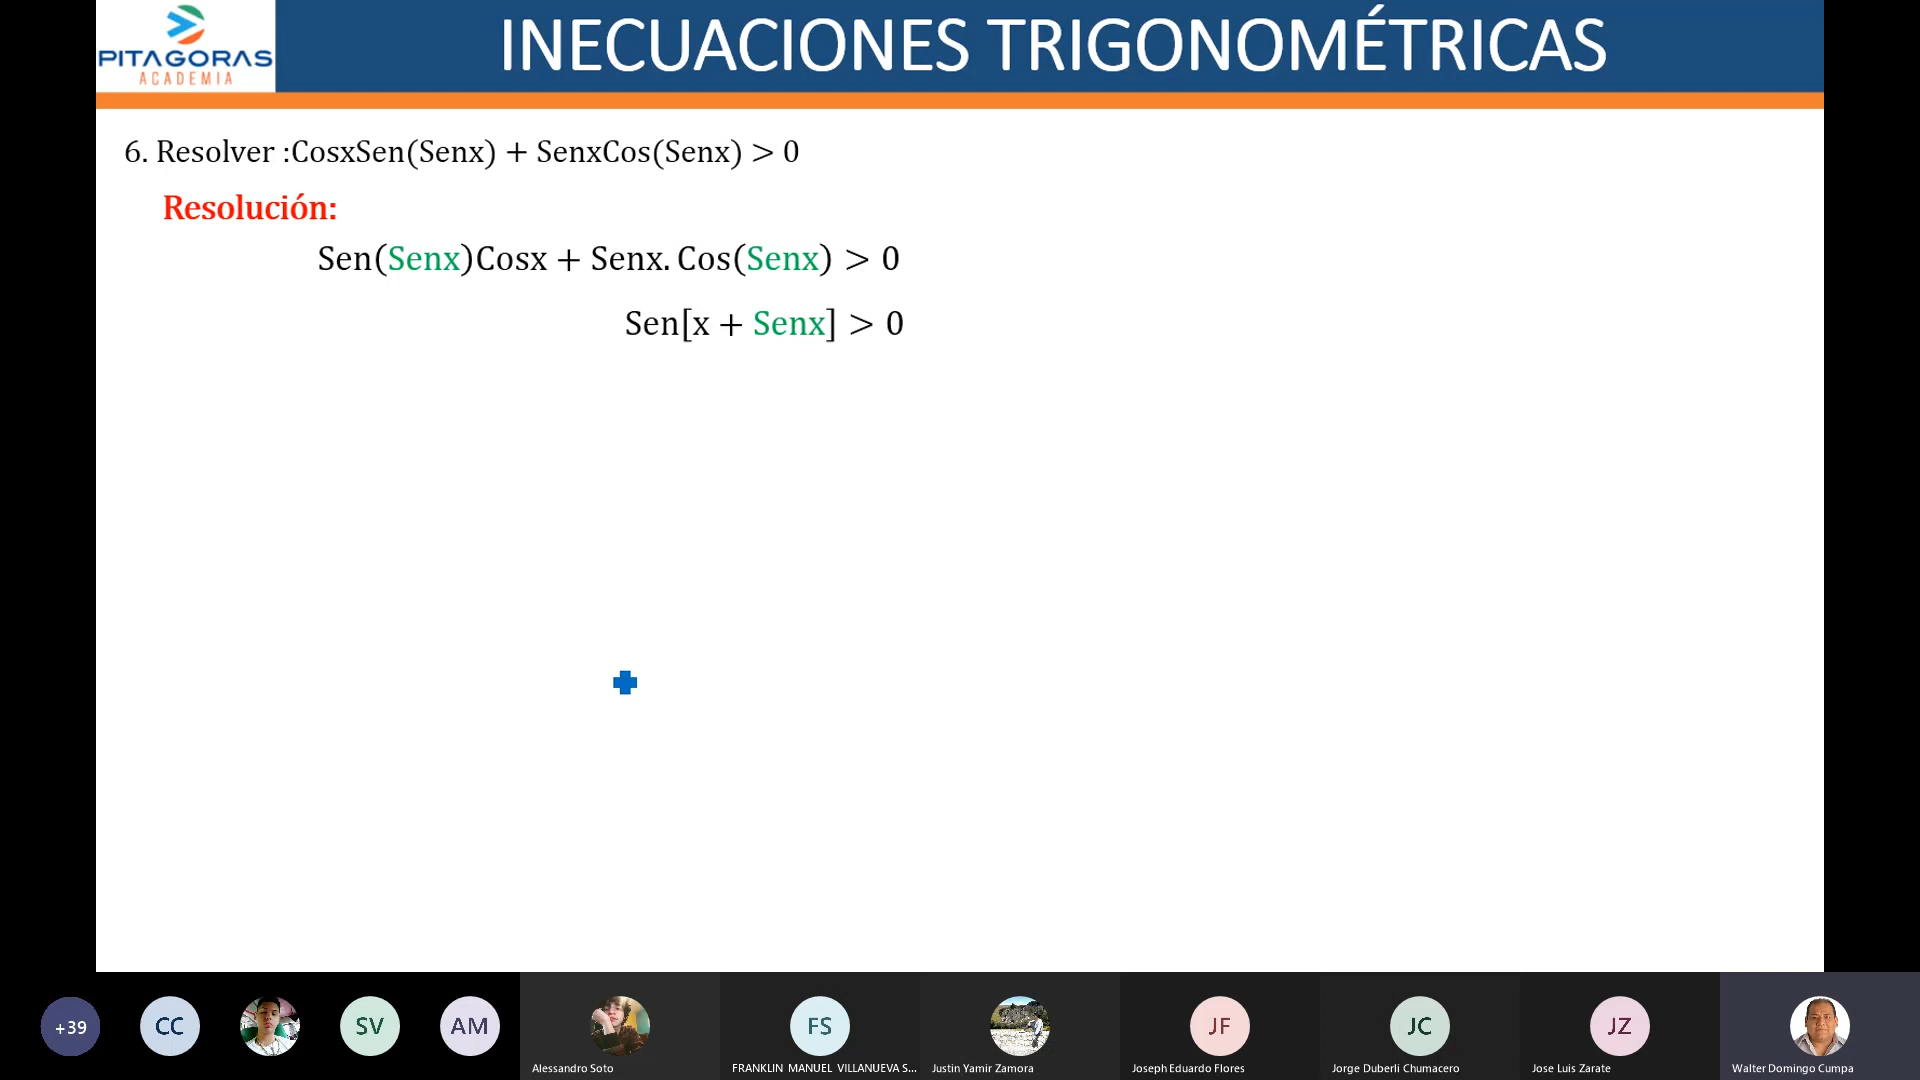 PITAGORAS
ACADEMIA
INECUACIONES TRIGONOMÉTRICAS
6. Resolver :CosxSen(Senx) + SenxCos(Senx) > 0
Resolución:
Sen(Senx)Cosx + Senx. Cos(Senx) > 0
Sen[x + Senx] > 0
+39
CC
SV
AM
FS
JF
JC
JZ
Alessandro Soto
FRANKLIN MANUEL VILLANUEVA S...
Justin Yamir Zamora
Joseph Eduardo Flores
Jorge Duberli Chumacero
Jose Luis Zarate
Walter Domingo Cumpa